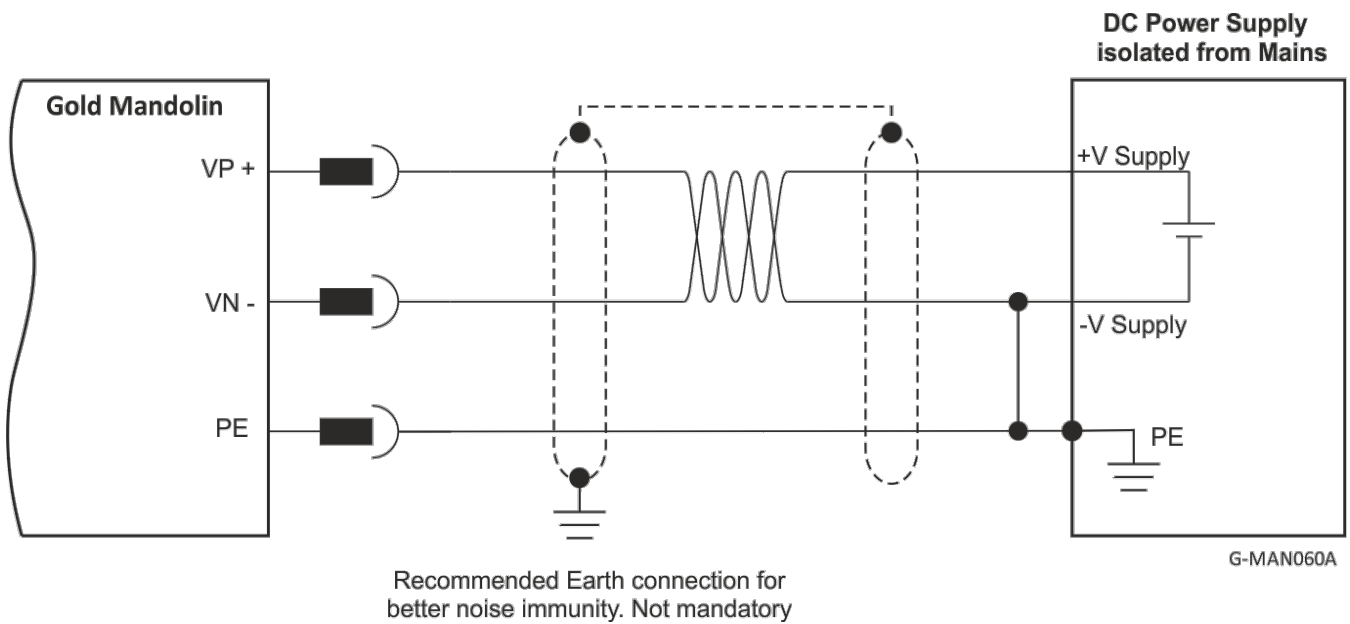 DC Power Supply
isolated from Mains
Gold Mandolin
VP +
+V Supply
VN -
-V Supply
PE
PE
G-MAN060A
Recommended Earth connection for
better noise immunity. Not mandatory